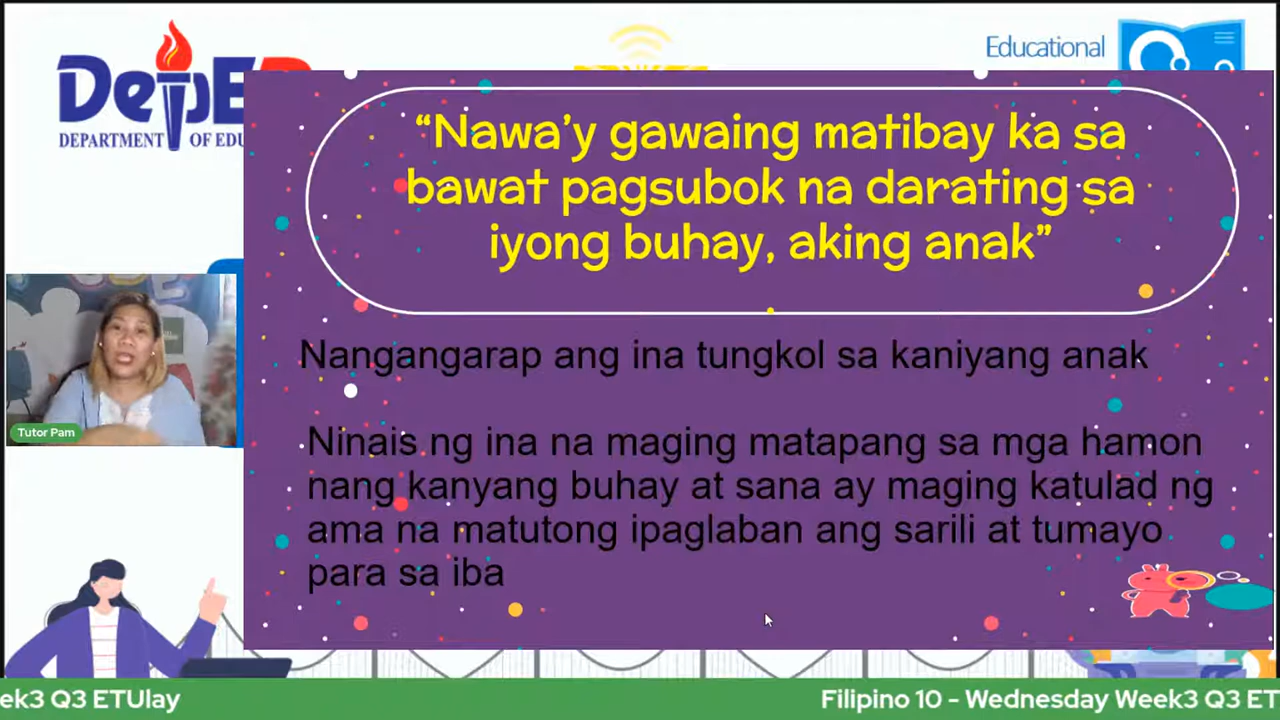 Educational
DepED
DEPARTMENT OF EDU
“Nawa’y gawaing matibay ka sa
bawat pagsubok na darating sa
iyong buhay, aking anak”
Nangangarap ang ina tungkol sa kaniyang anak
Ninais ng ina na maging matapang sa mga hamon
nang kanyang buhay at sana ay maging katulad ng
ama na matutong ipaglaban ang sarili at tumayo
para sa iba
Tutor Pam
ek3 Q3 ETUlay
Filipino 10 - Wednesday Week3 Q3 ET